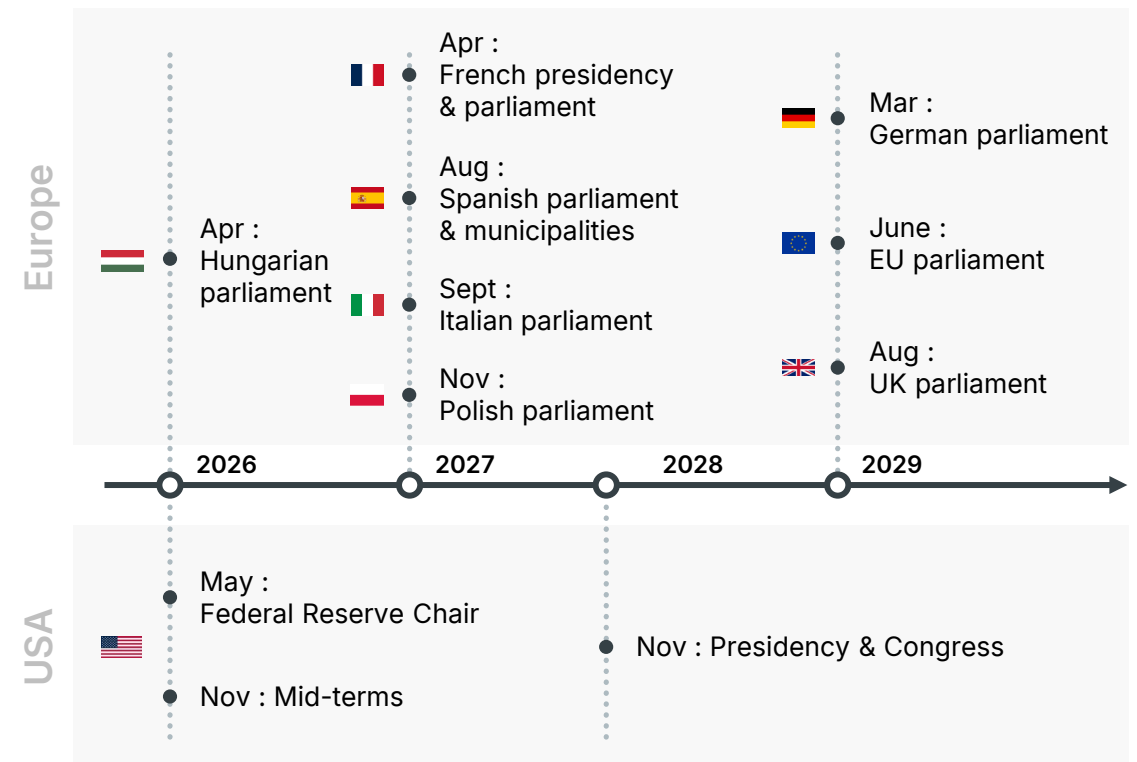 Europe
Apr :
Hungarian
parliament
Apr :
French presidency
& parliament
Aug :
Spanish parliament
& municipalities
Sept :
Italian parliament
Nov :
Polish parliament
Mar :
German parliament
June :
EU parliament
Aug :
UK parliament
2026
2027
2028
2029
USA
May :
Federal Reserve Chair
Nov : Mid-terms
Nov : Presidency & Congress